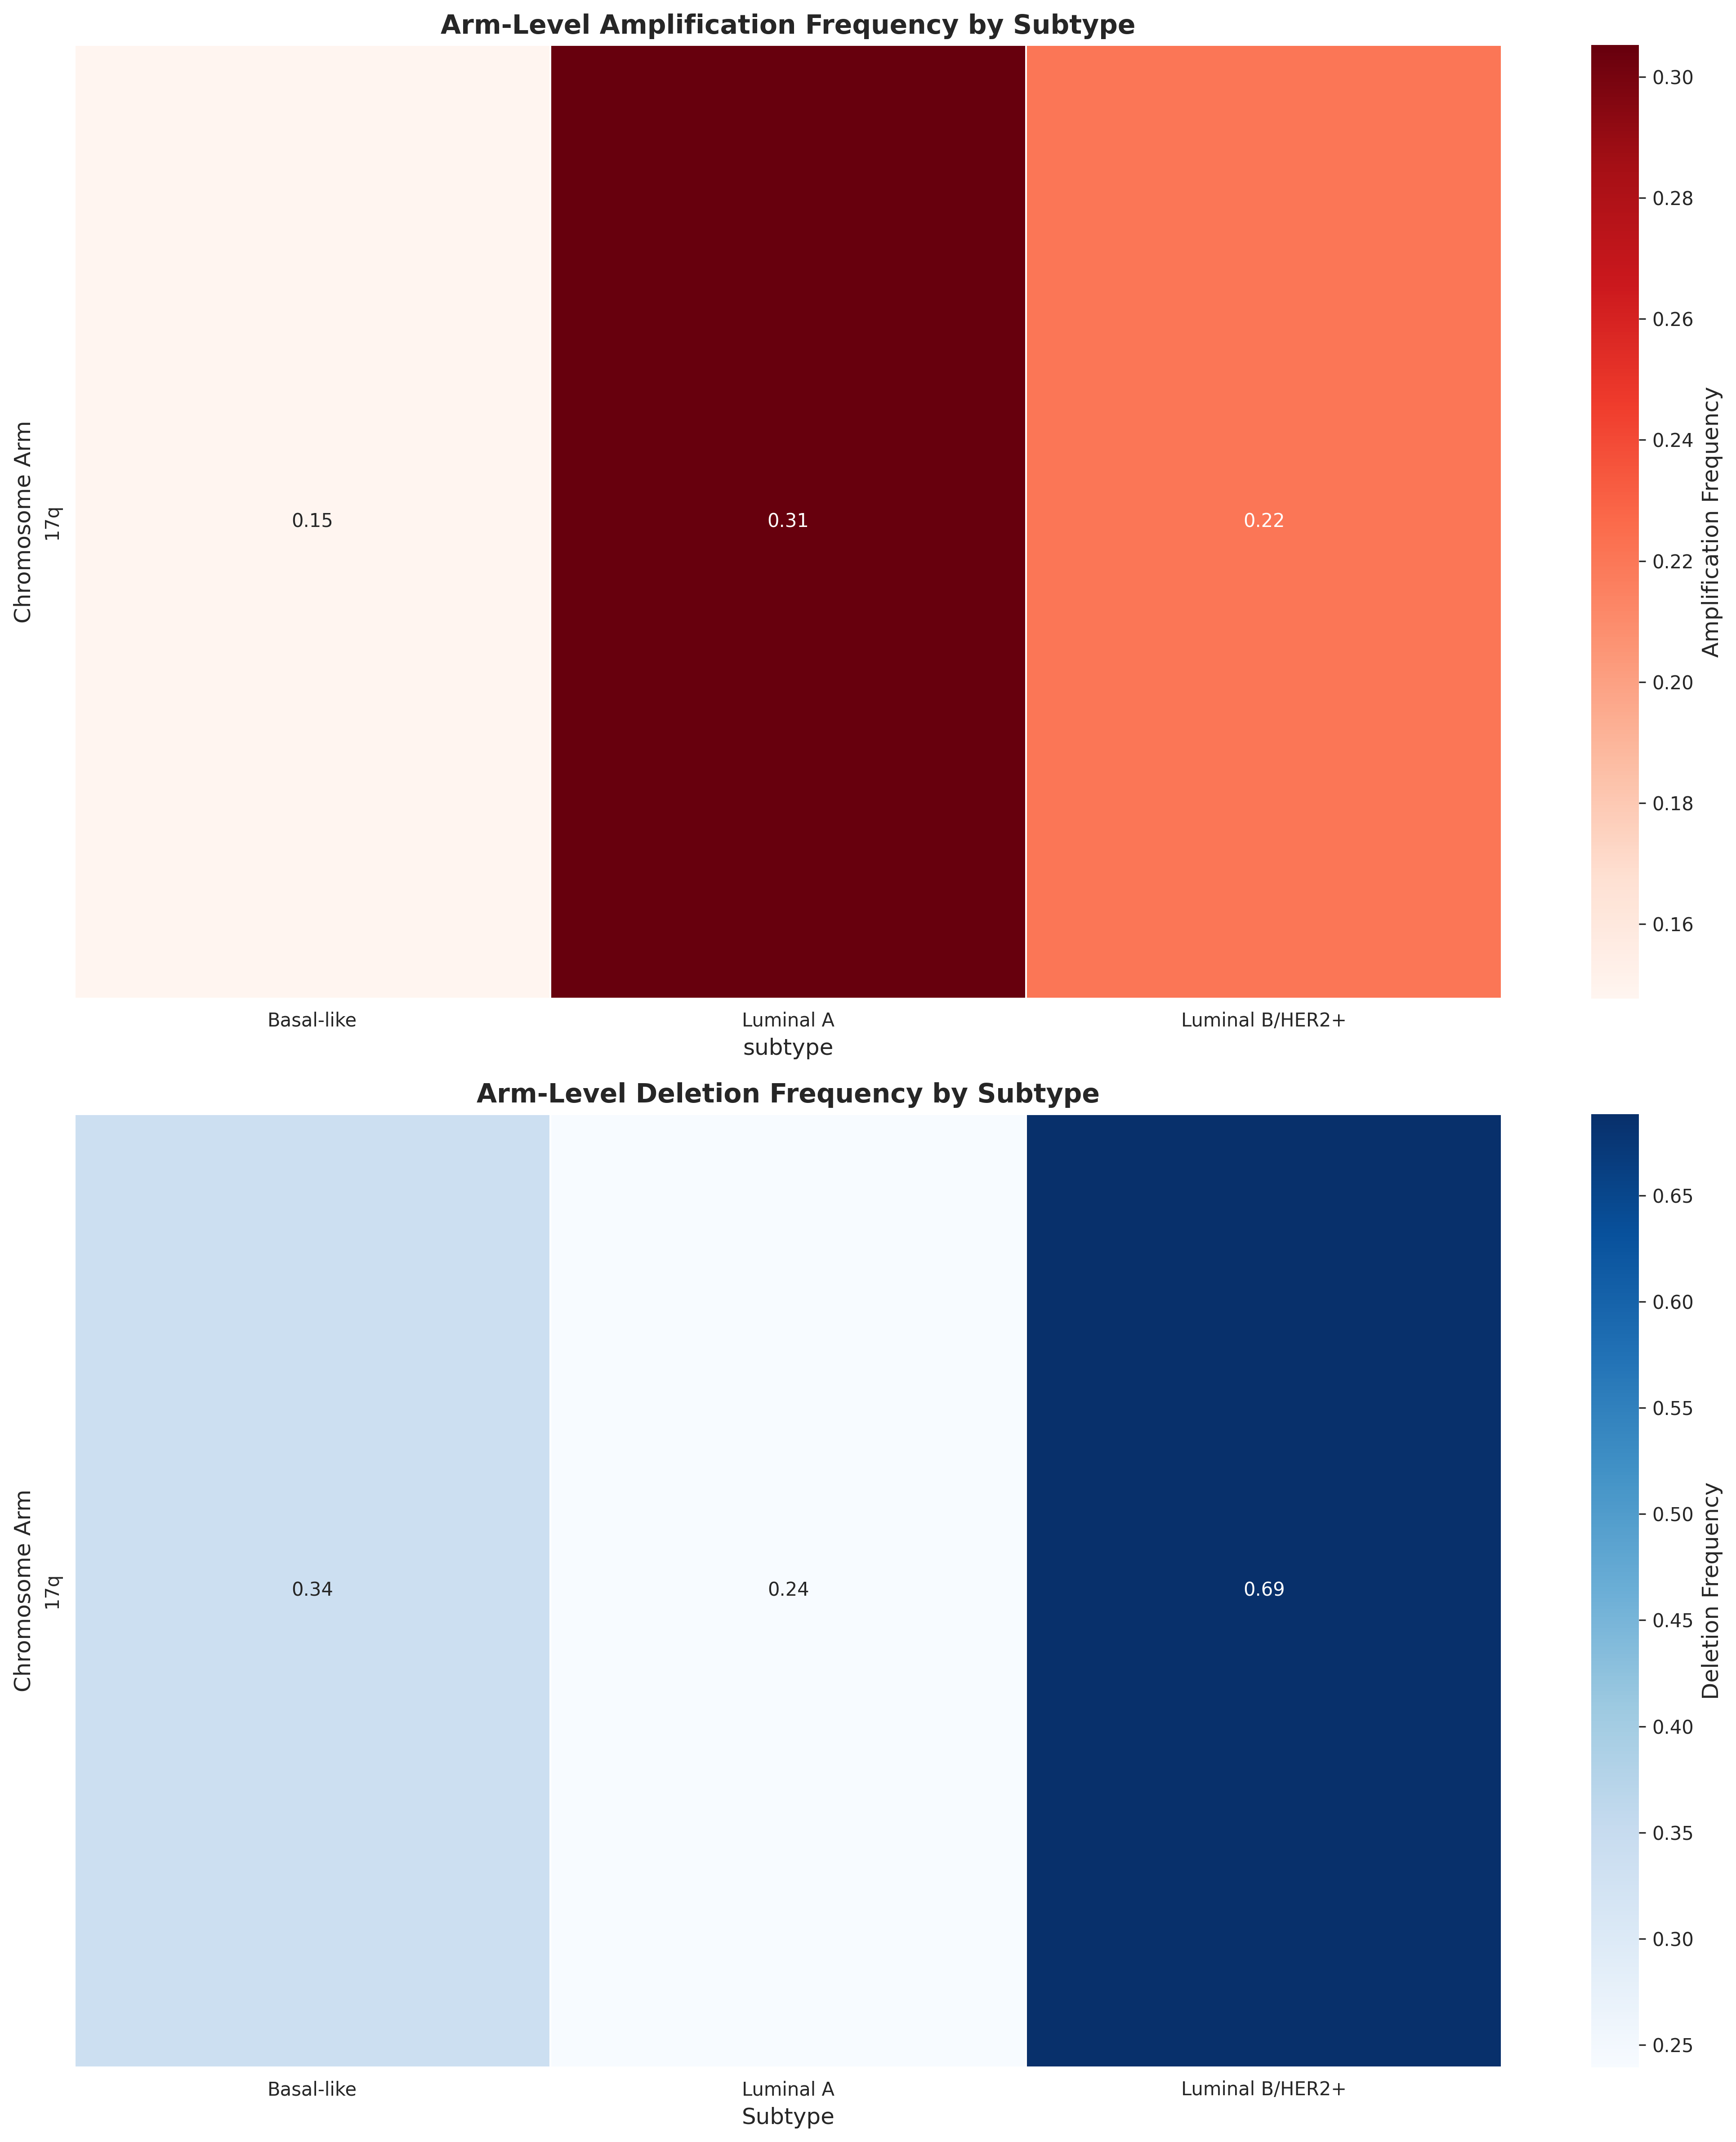 Arm-Level Amplification Frequency by Subtype
Chromosome Arm
17q
0.15
0.31
0.22
Basal-like
Luminal A
Luminal B/HER2+
subtype
0.30
0.28
0.26
0.24
0.22
0.20
0.18
0.16
Amplification Frequency
Arm-Level Deletion Frequency by Subtype
Chromosome Arm
17q
0.34
0.24
0.69
Basal-like
Luminal A
Luminal B/HER2+
Subtype
0.65
0.60
0.55
0.50
0.45
0.40
0.35
0.30
0.25
Deletion Frequency